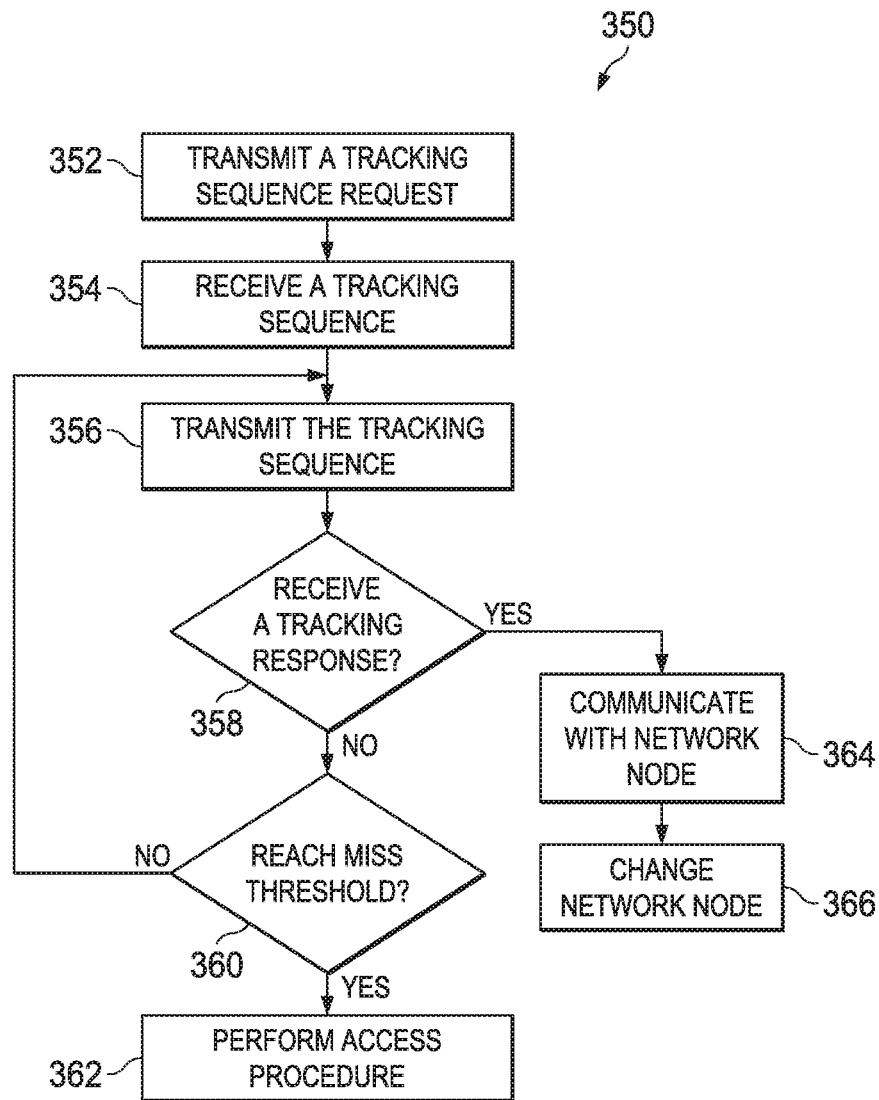 350
352
TRANSMIT A TRACKING
SEQUENCE REQUEST
354
RECEIVE A TRACKING
SEQUENCE
356
TRANSMIT THE TRACKING
SEQUENCE
RECEIVE
A TRACKING
RESPONSE?
YES
358
NO
COMMUNICATE
WITH NETWORK
NODE
364
NO
REACH MISS
THRESHOLD?
360
YES
CHANGE
NETWORK NODE
366
362
PERFORM ACCESS
PROCEDURE